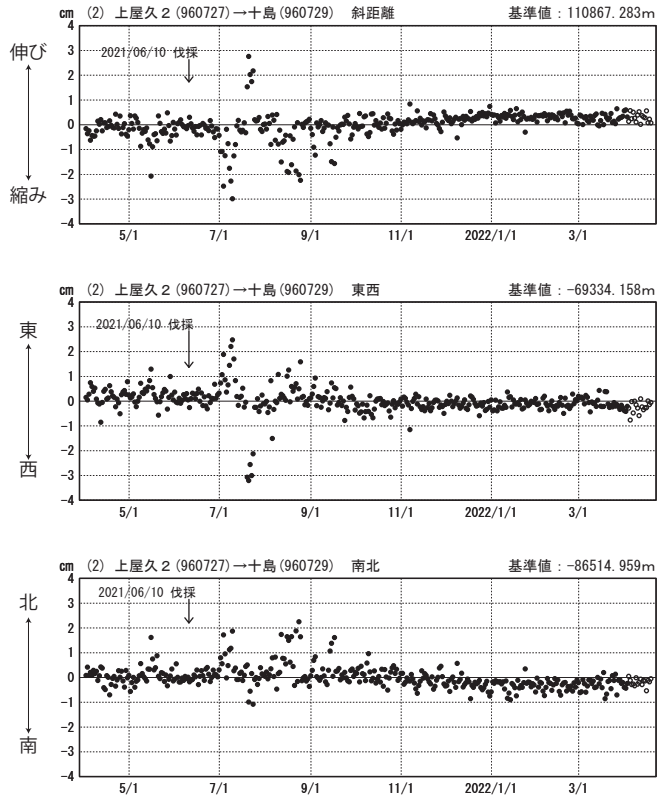 cm (2) 上屋久２(960727)→十島(960729) 斜距離 基準値：110867.283m
伸び
縮み
2021/06/10 伐採
4
3
2
1
0
-1
-2
-3
-4
5/1 7/1 9/1 11/1 2022/1/1 3/1
cm (2) 上屋久２(960727)→十島(960729) 東西 基準値：-69334.158m
東
西
2021/06/10 伐採
4
3
2
1
0
-1
-2
-3
-4
5/1 7/1 9/1 11/1 2022/1/1 3/1
cm (2) 上屋久２(960727)→十島(960729) 南北 基準値：-86514.959m
北
南
2021/06/10 伐採
4
3
2
1
0
-1
-2
-3
-4
5/1 7/1 9/1 11/1 2022/1/1 3/1